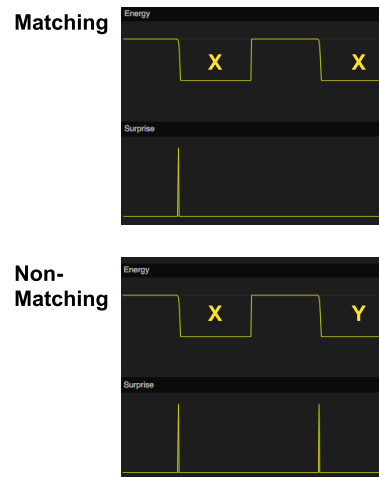 Matching
Energy
X X
Surprise
Non-
Matching
Energy
X Y
Surprise